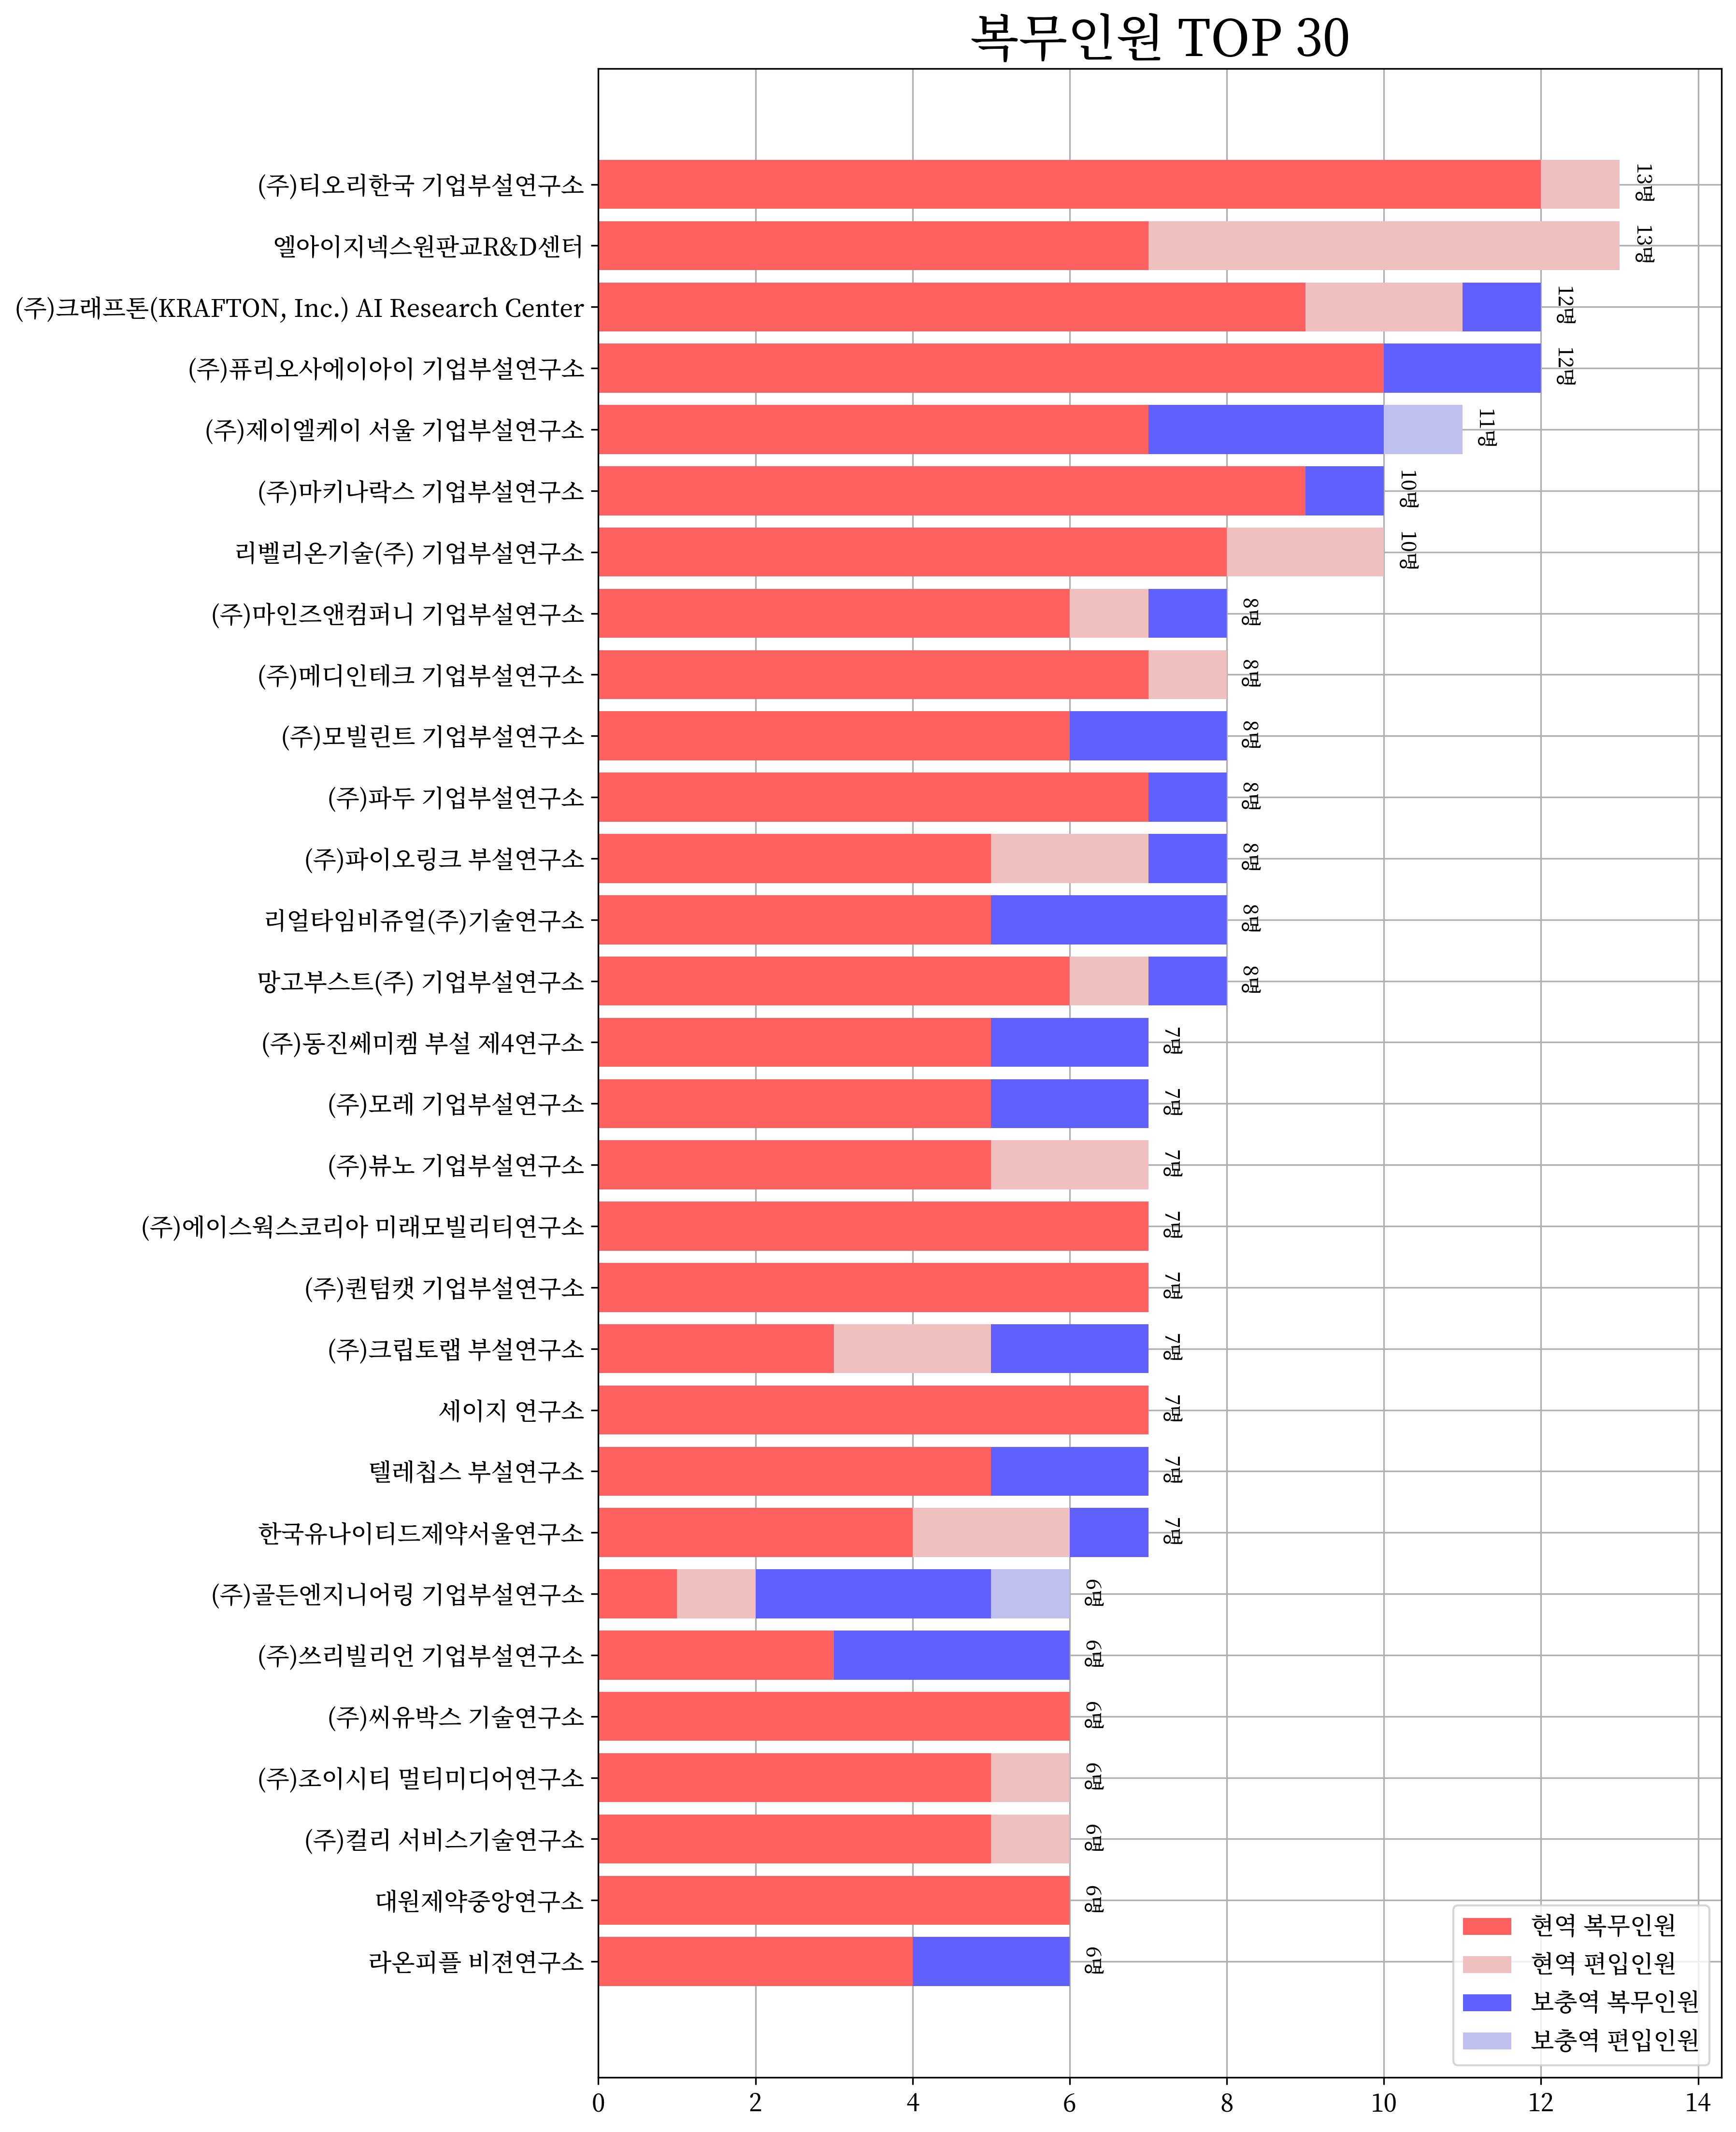 복무인원 TOP 30
(주)티오리한국 기업부설연구소 13명
엘아이지넥스원판교R&D센터 13명
(주)크래프톤(KRAFTON, Inc.) AI Research Center 12명
(주)퓨리오사에이아이 기업부설연구소 12명
(주)제이엘케이 서울 기업부설연구소 11명
(주)마키나락스 기업부설연구소 10명
리벨리온기술(주) 기업부설연구소 10명
(주)마인즈앤컴퍼니 기업부설연구소 8명
(주)메디인테크 기업부설연구소 8명
(주)모빌린트 기업부설연구소 8명
(주)파두 기업부설연구소 8명
(주)파이오링크 부설연구소 8명
리얼타임비쥬얼(주)기술연구소 8명
망고부스트(주) 기업부설연구소 8명
(주)동진쎄미켐 부설 제4연구소 7명
(주)모레 기업부설연구소 7명
(주)뷰노 기업부설연구소 7명
(주)에이스웍스코리아 미래모빌리티연구소 7명
(주)퀀텀캣 기업부설연구소 7명
(주)크립토랩 부설연구소 7명
세이지 연구소 7명
텔레칩스 부설연구소 7명
한국유나이티드제약서울연구소 7명
(주)골든엔지니어링 기업부설연구소 6명
(주)쓰리빌리언 기업부설연구소 6명
(주)씨유박스 기술연구소 6명
(주)조이시티 멀티미디어연구소 6명
(주)컬리 서비스기술연구소 6명
대원제약중앙연구소 6명
라온피플 비젼연구소 6명
현역 복무인원
현역 편입인원
보충역 복무인원
보충역 편입인원
0 2 4 6 8 10 12 14